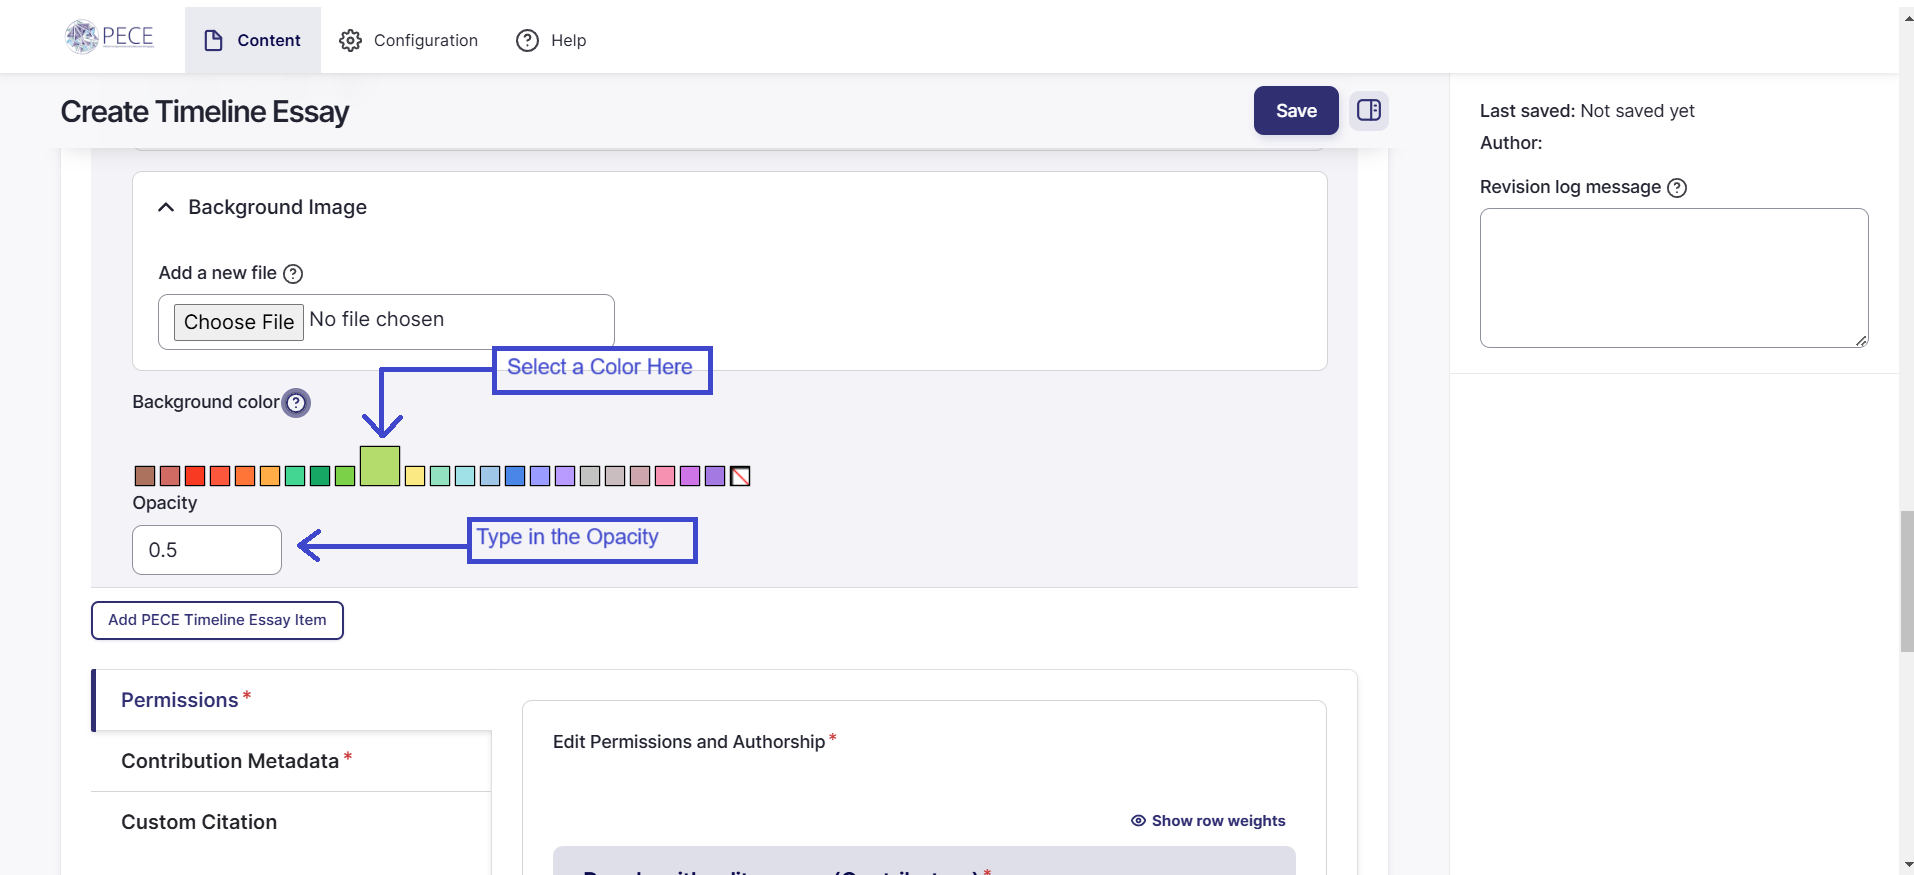 PECE
Content
Configuration
Help
Create Timeline Essay
Save
Last saved: Not saved yet
Author:
Revision log message
Background Image
Add a new file
Choose File No file chosen
Select a Color Here
Background color
Opacity
0.5
Type in the Opacity
Add PECE Timeline Essay Item
Permissions*
Contribution Metadata*
Custom Citation
Edit Permissions and Authorship*
Show row weights